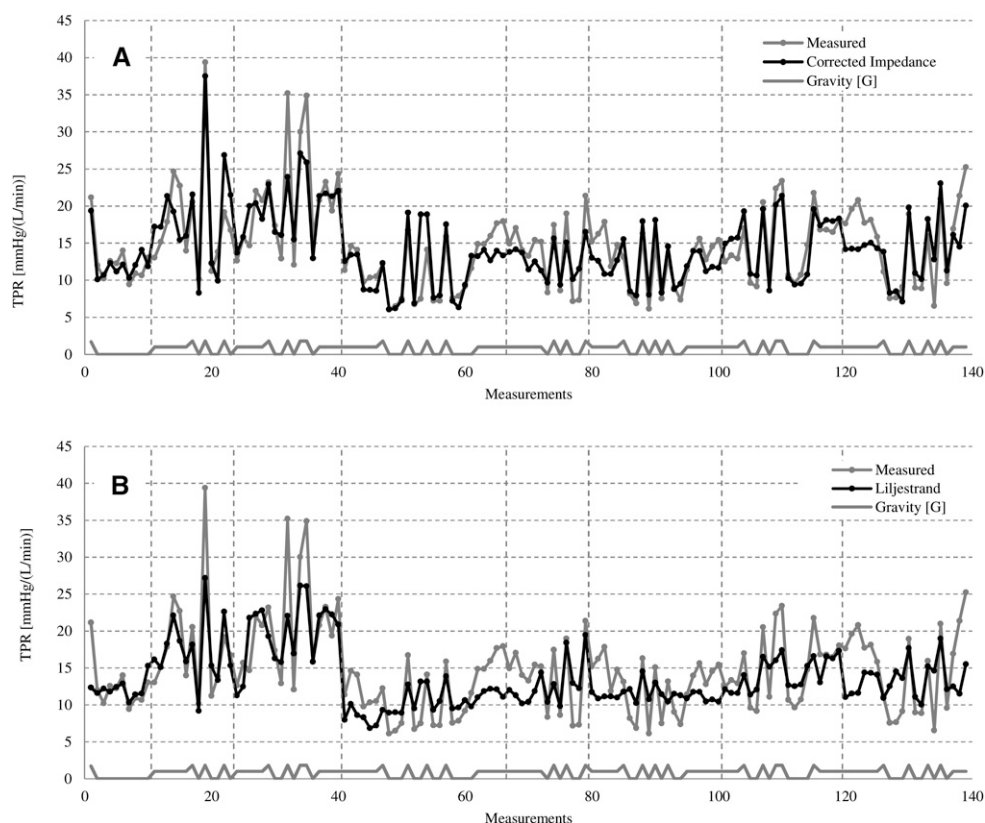 45
40
35
30
25
20
15
10
5
0
TPR [mmHg/(L/min)]
A
Measured
Corrected Impedance
Gravity [G]
0 20 40 60 80 100 120 140
Measurements
45
40
35
30
25
20
15
10
5
0
TPR [mmHg/(L/min)]
B
Measured
Liljestrand
Gravity [G]
0 20 40 60 80 100 120 140
Measurements